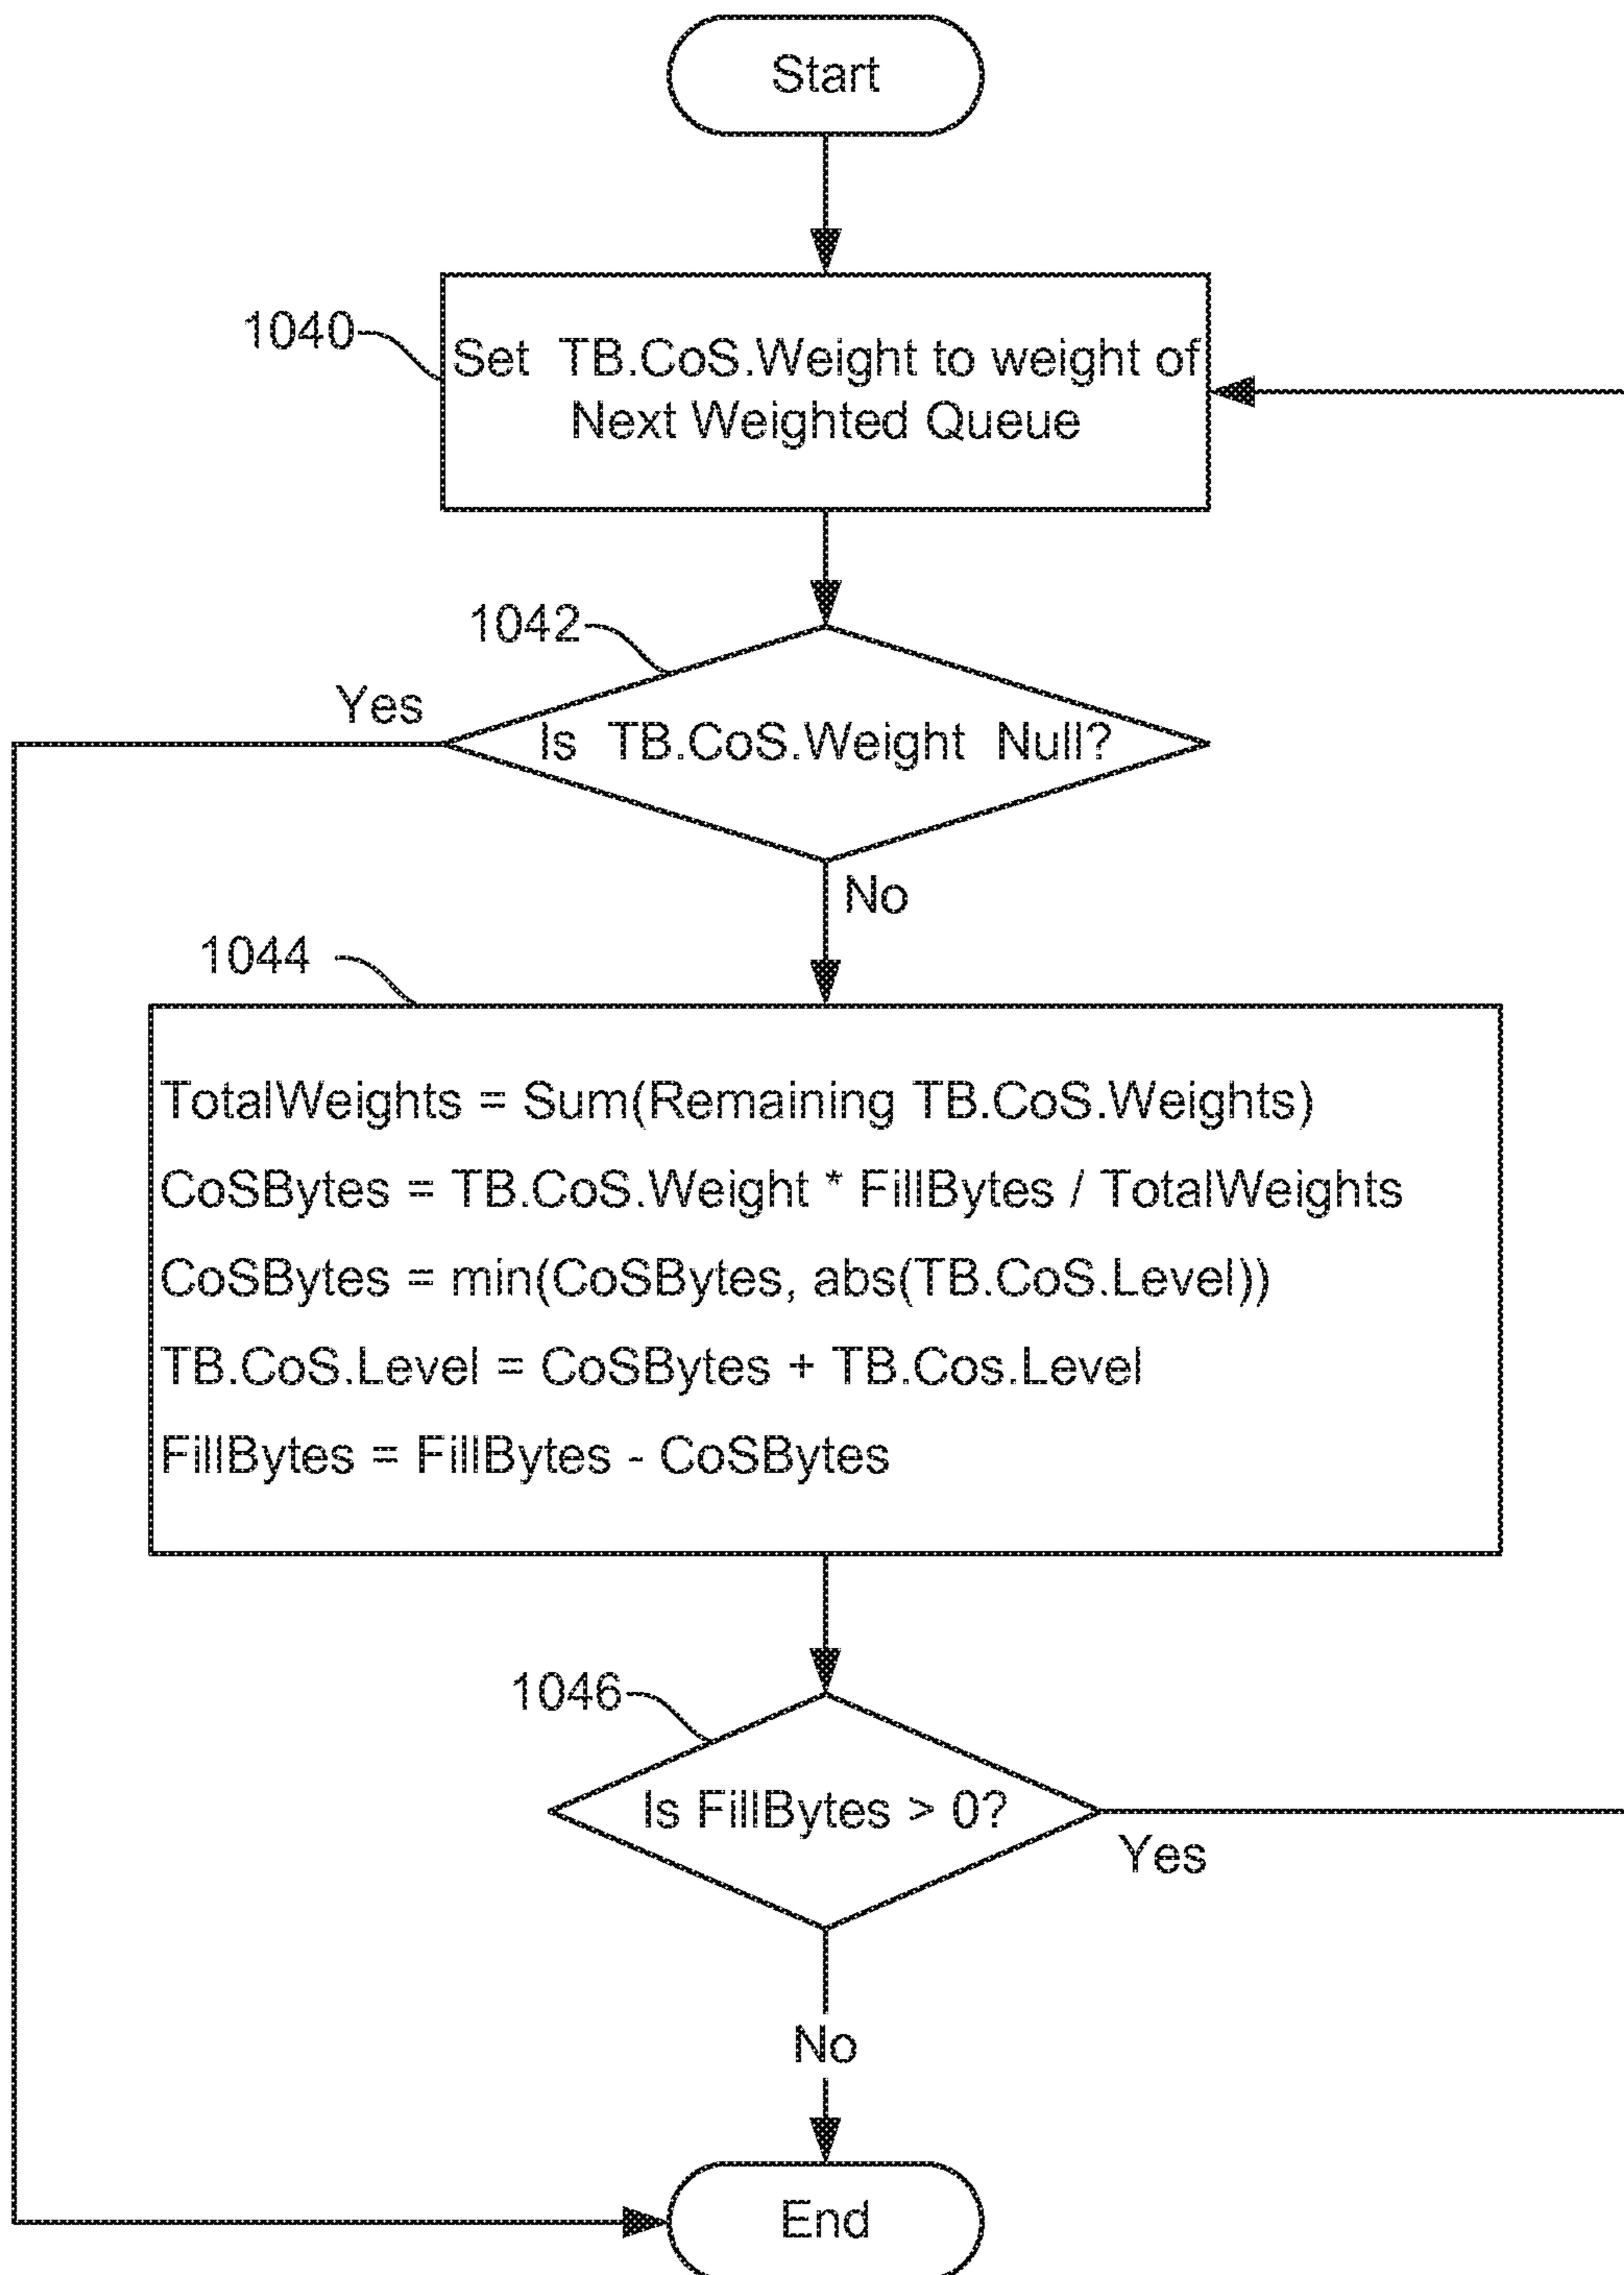 Start
1040
Set TB.CoS.Weight to weight of
Next Weighted Queue
1042
Yes
Is TB.CoS.Weight Null?
No
1044
TotalWeights = Sum(Remaining TB.CoS.Weights)
CoSBytes = TB.CoS.Weight * FillBytes / TotalWeights
CoSBytes = min(CoSBytes, abs(TB.CoS.Level))
TB.CoS.Level = CoSBytes + TB.Cos.Level
FillBytes = FillBytes - CoSBytes
1046
Is FillBytes > 0?
Yes
No
End